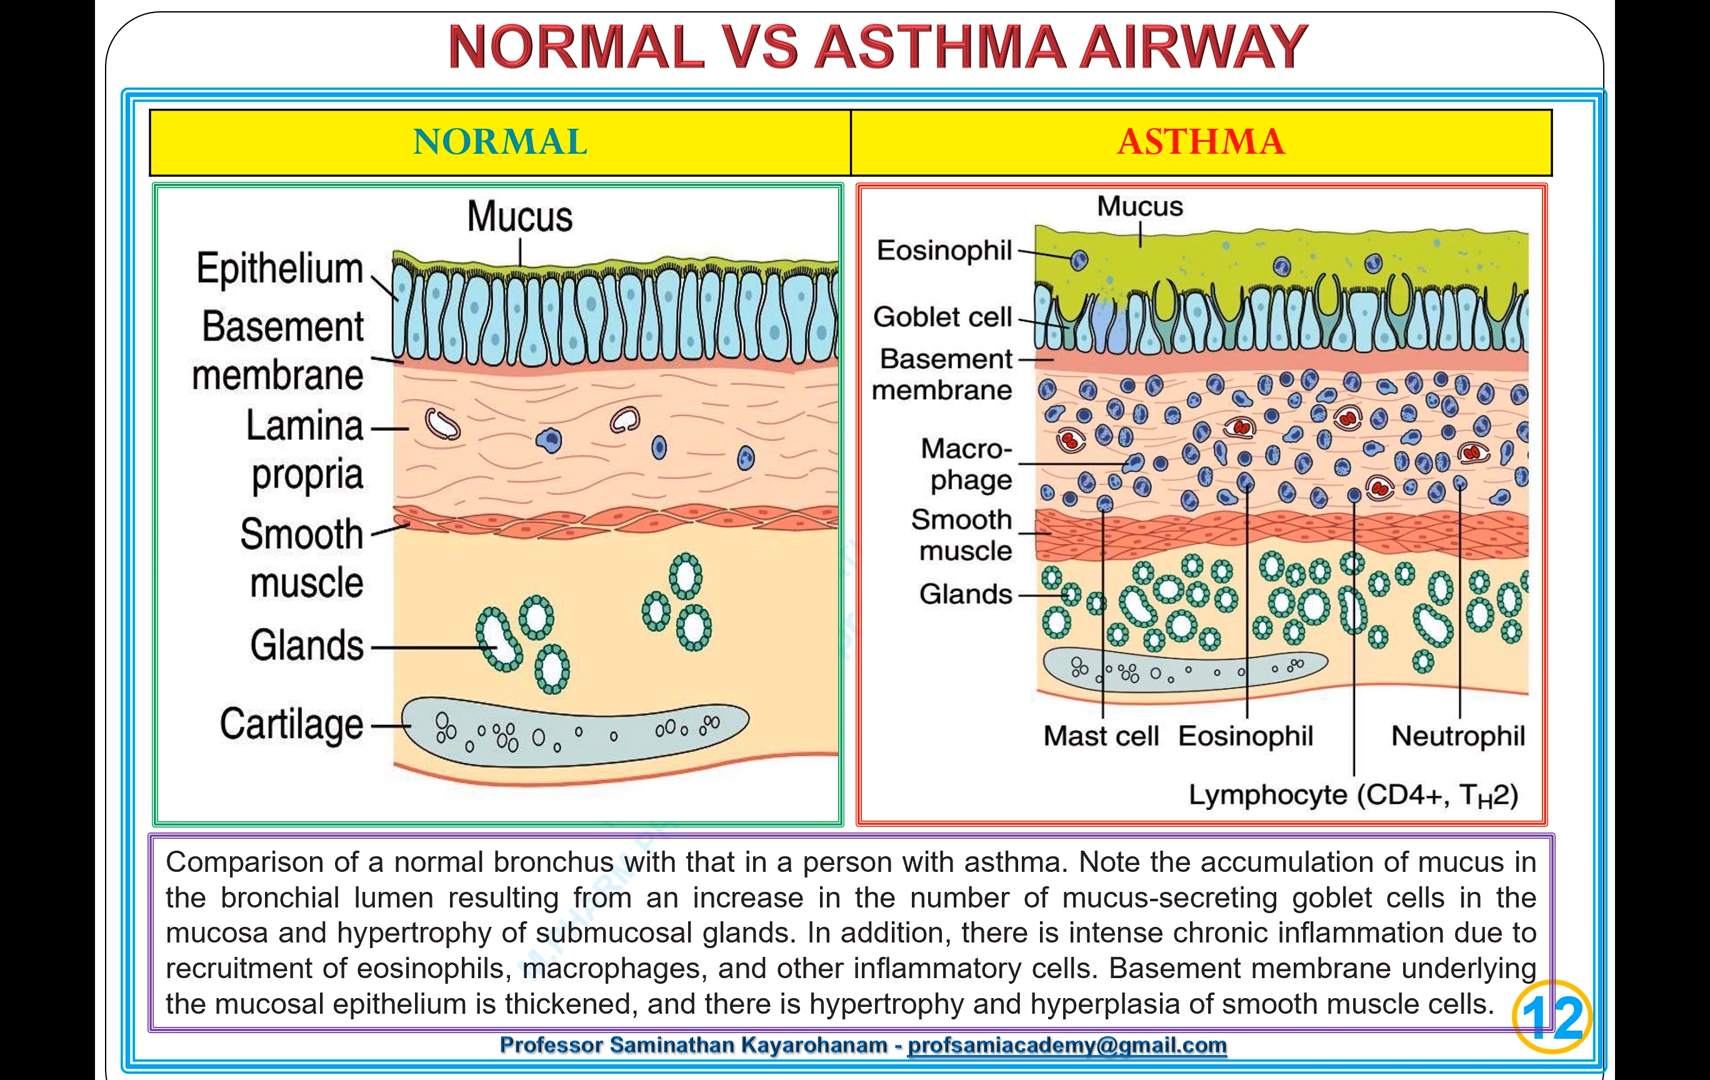 NORMAL VS ASTHMA AIRWAY
NORMAL
ASTHMA
Mucus
Epithelium
Basement
membrane
Lamina
propria
Smooth
muscle
Glands
Cartilage
Mucus
Eosinophil
Goblet cell
Basement
membrane
Macro-
phage
Smooth
muscle
Glands
Mast cell
Eosinophil
Neutrophil
Lymphocyte (CD4+, TH2)
Comparison of a normal bronchus with that in a person with asthma. Note the accumulation of mucus in
the bronchial lumen resulting from an increase in the number of mucus-secreting goblet cells in the
mucosa and hypertrophy of submucosal glands. In addition, there is intense chronic inflammation due to
recruitment of eosinophils, macrophages, and other inflammatory cells. Basement membrane underlying
the mucosal epithelium is thickened, and there is hypertrophy and hyperplasia of smooth muscle cells.
12
Professor Saminathan Kayarohanam - profsamiacademy@gmail.com